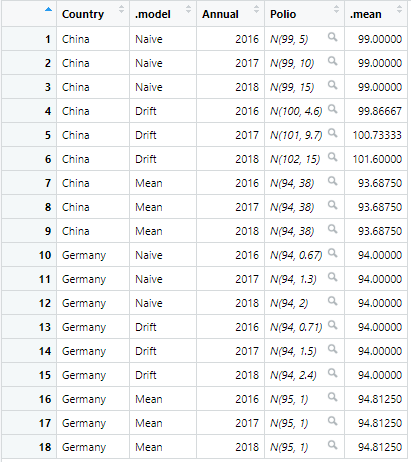 Country .model Annual Polio .mean
1 China Naive 2016 N(99, 5) 99.00000
2 China Naive 2017 N(99, 10) 99.00000
3 China Naive 2018 N(99, 15) 99.00000
4 China Drift 2016 N(100, 4.6) 99.86667
5 China Drift 2017 N(101, 9.7) 100.73333
6 China Drift 2018 N(102, 15) 101.60000
7 China Mean 2016 N(94, 38) 93.68750
8 China Mean 2017 N(94, 38) 93.68750
9 China Mean 2018 N(94, 38) 93.68750
10 Germany Naive 2016 N(94, 0.67) 94.00000
11 Germany Naive 2017 N(94, 1.3) 94.00000
12 Germany Naive 2018 N(94, 2) 94.00000
13 Germany Drift 2016 N(94, 0.71) 94.00000
14 Germany Drift 2017 N(94, 1.5) 94.00000
15 Germany Drift 2018 N(94, 2.4) 94.00000
16 Germany Mean 2016 N(95, 1) 94.81250
17 Germany Mean 2017 N(95, 1) 94.81250
18 Germany Mean 2018 N(95, 1) 94.81250